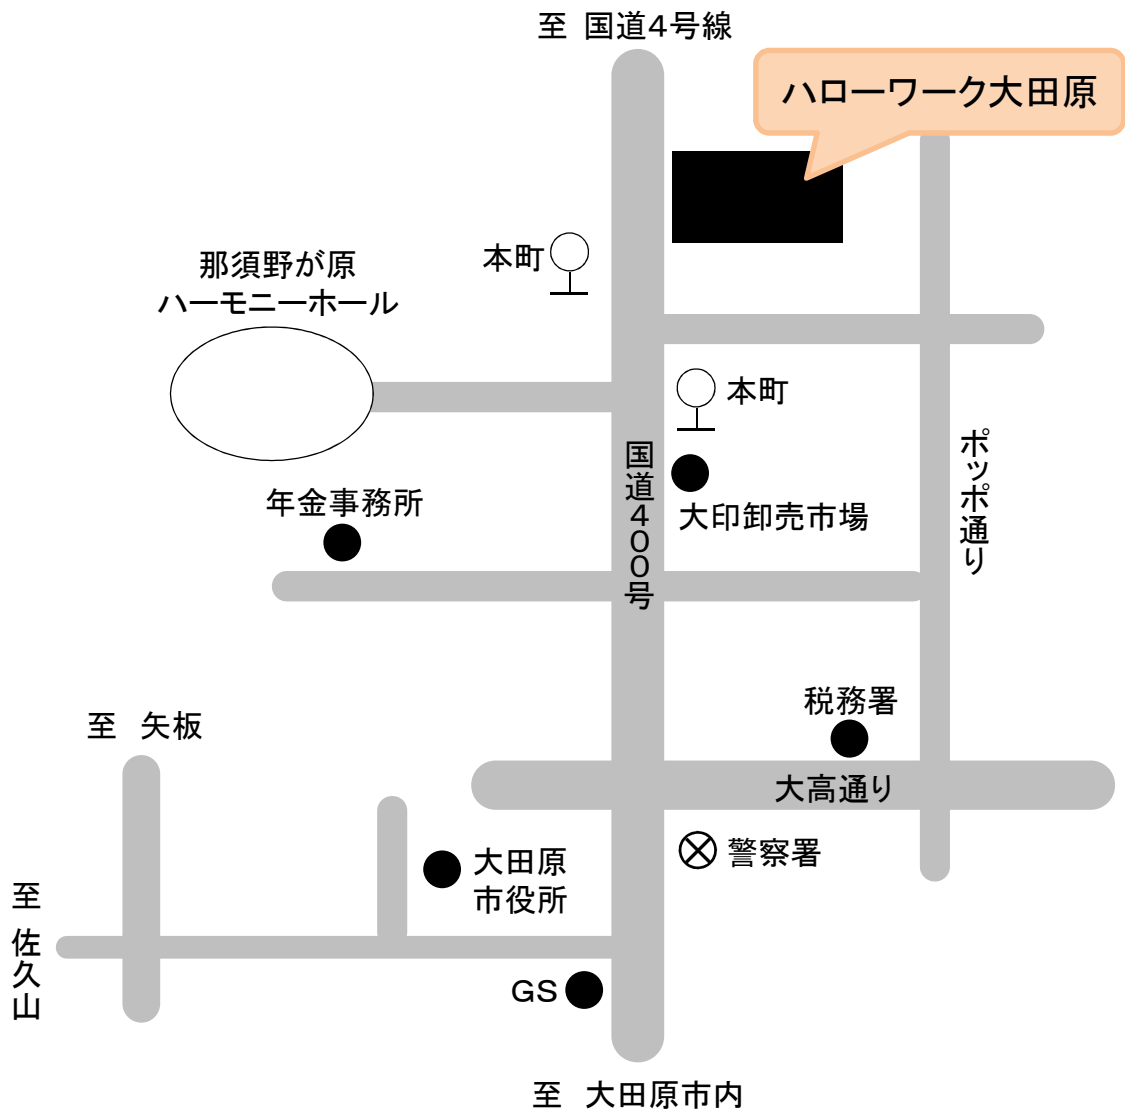 至 国道4号線
ハローワーク大田原
本町
那須野が原
ハーモニーホール
本町
国道400号
ポッポ通り
年金事務所
大印卸売市場
税務署
至 矢板
大高通り
大田原
市役所
警察署
至 佐久山
GS
至 大田原市内